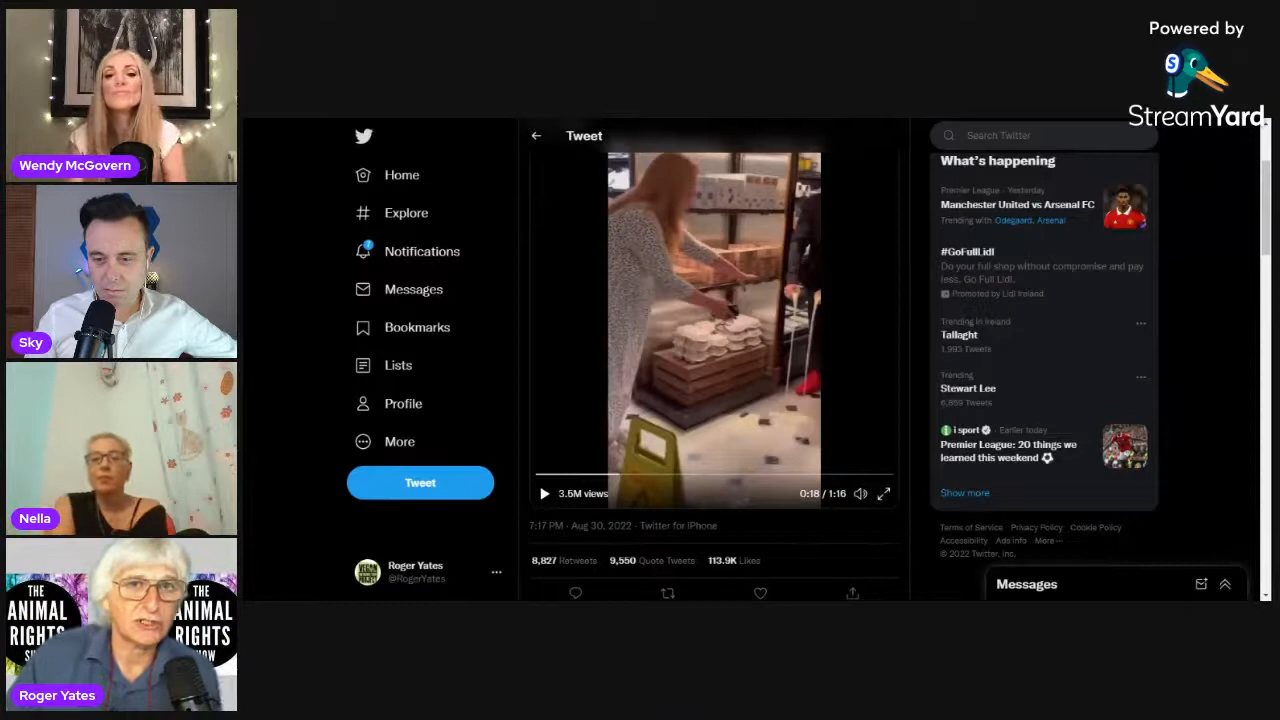 Powered by
StreamYard
Wendy McGovern
Sky
Nella
THE
ANIMAL
RIGHTS
THE
ANIMAL
RIGHTS
SHOW
Roger Yates
Home
Explore
Notifications
Messages
Bookmarks
Lists
Profile
More
Tweet
Roger Yates
@RogerYates
Tweet
3.5M views
0:18 / 1:16
7:17 PM · Aug 30, 2022 · Twitter for iPhone
8,827 Retweets 9,550 Quote Tweets 113.9K Likes
Search Twitter
What's happening
Premier League · Yesterday
Manchester United vs Arsenal FC
Trending with Odegaard, Arsenal
#GoFullLidl
Do your full shop without compromise and pay
less. Go Full Lidl.
Promoted by Lidl Ireland
Trending in Ireland
Tallaght
1,993 Tweets
Trending
Stewart Lee
6,859 Tweets
i sport · Earlier today
Premier League: 20 things we
learned this weekend
Show more
Terms of Service Privacy Policy Cookie Policy
Accessibility Ads info More
© 2022 Twitter, Inc.
Messages